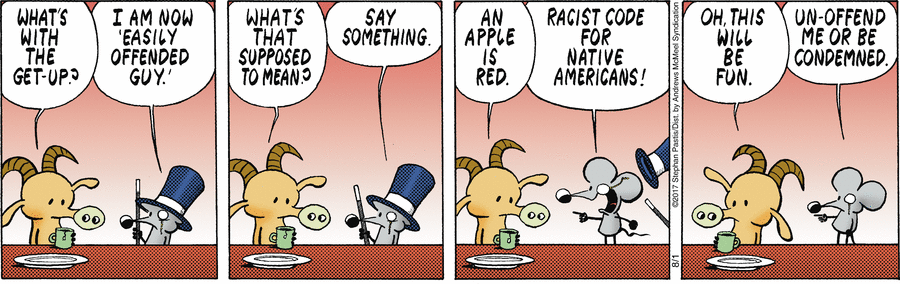 WHAT'S
WITH
THE
GET-UP?
I AM NOW
'EASILY
OFFENDED
GUY.'
WHAT'S
THAT
SUPPOSED
TO MEAN?
SAY
SOMETHING.
AN
APPLE
IS
RED.
RACIST CODE
FOR
NATIVE
AMERICANS!
©2017 Stephan Pastis/Dist. by Andrews McMeel Syndication
8/1
OH, THIS
WILL
BE
FUN.
UN-OFFEND
ME OR BE
CONDEMNED.